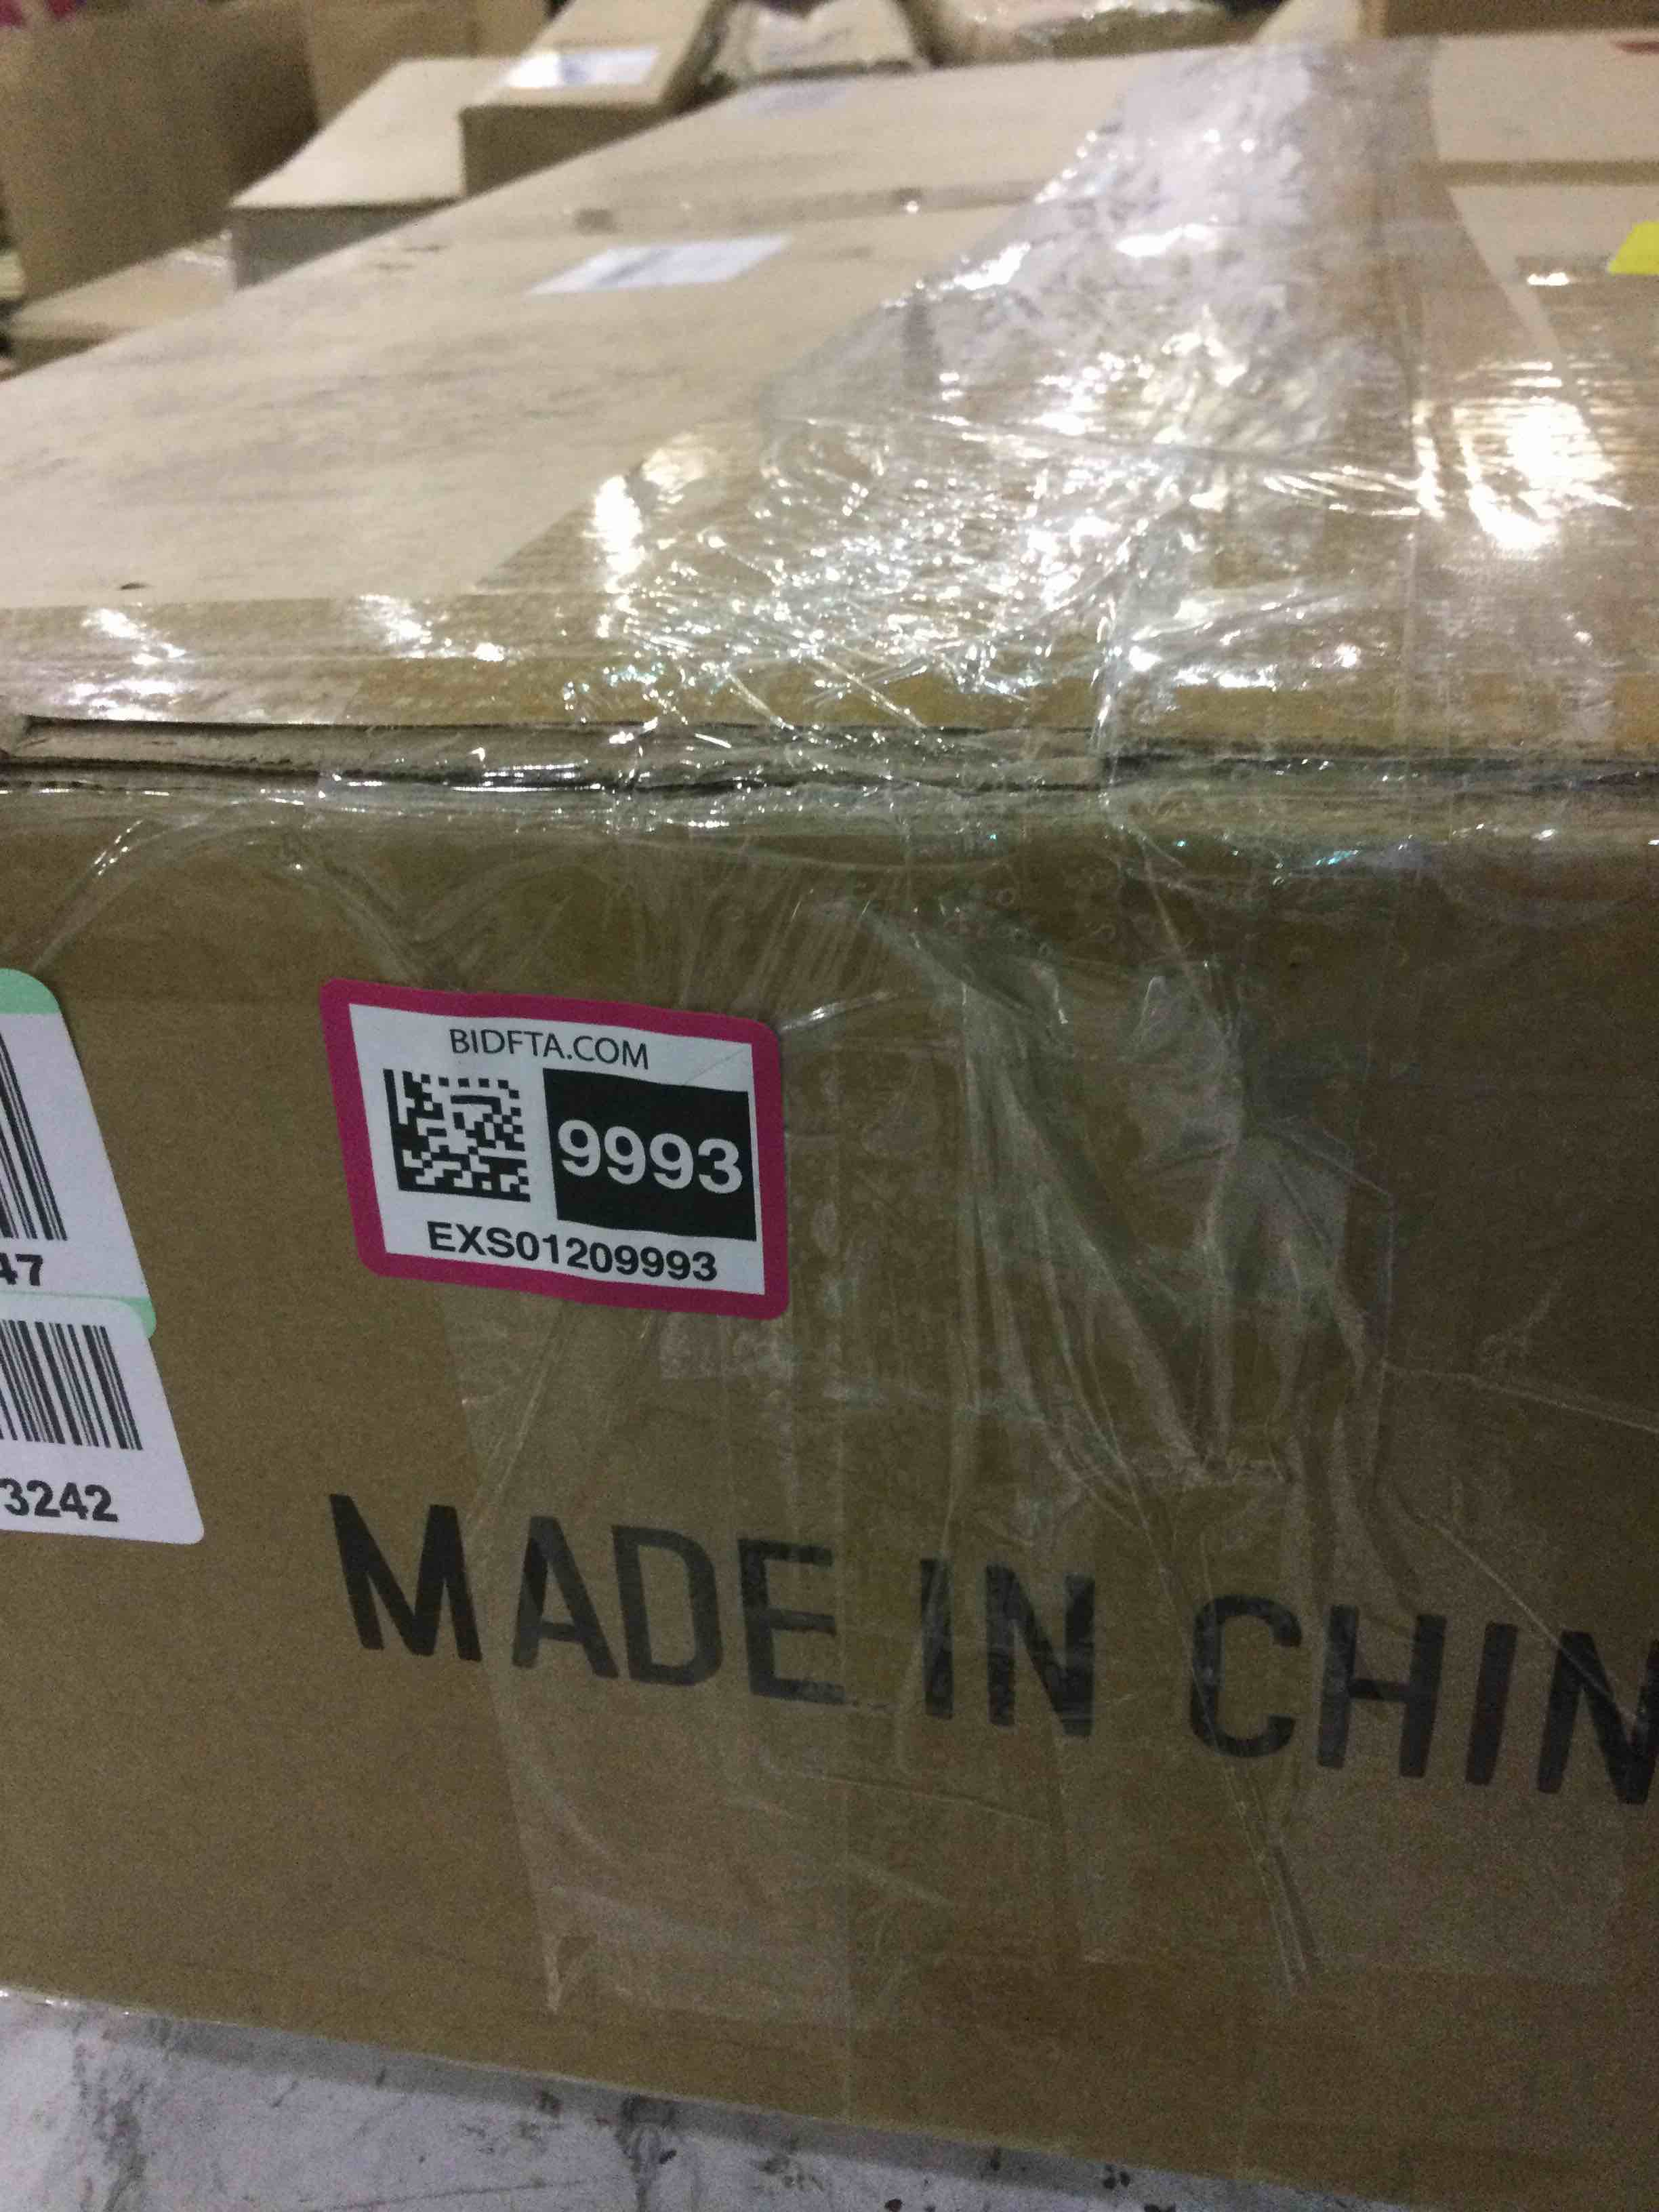 BIDFTA.COM
9993
EXS01209993
47
3242
MADE IN CHIN